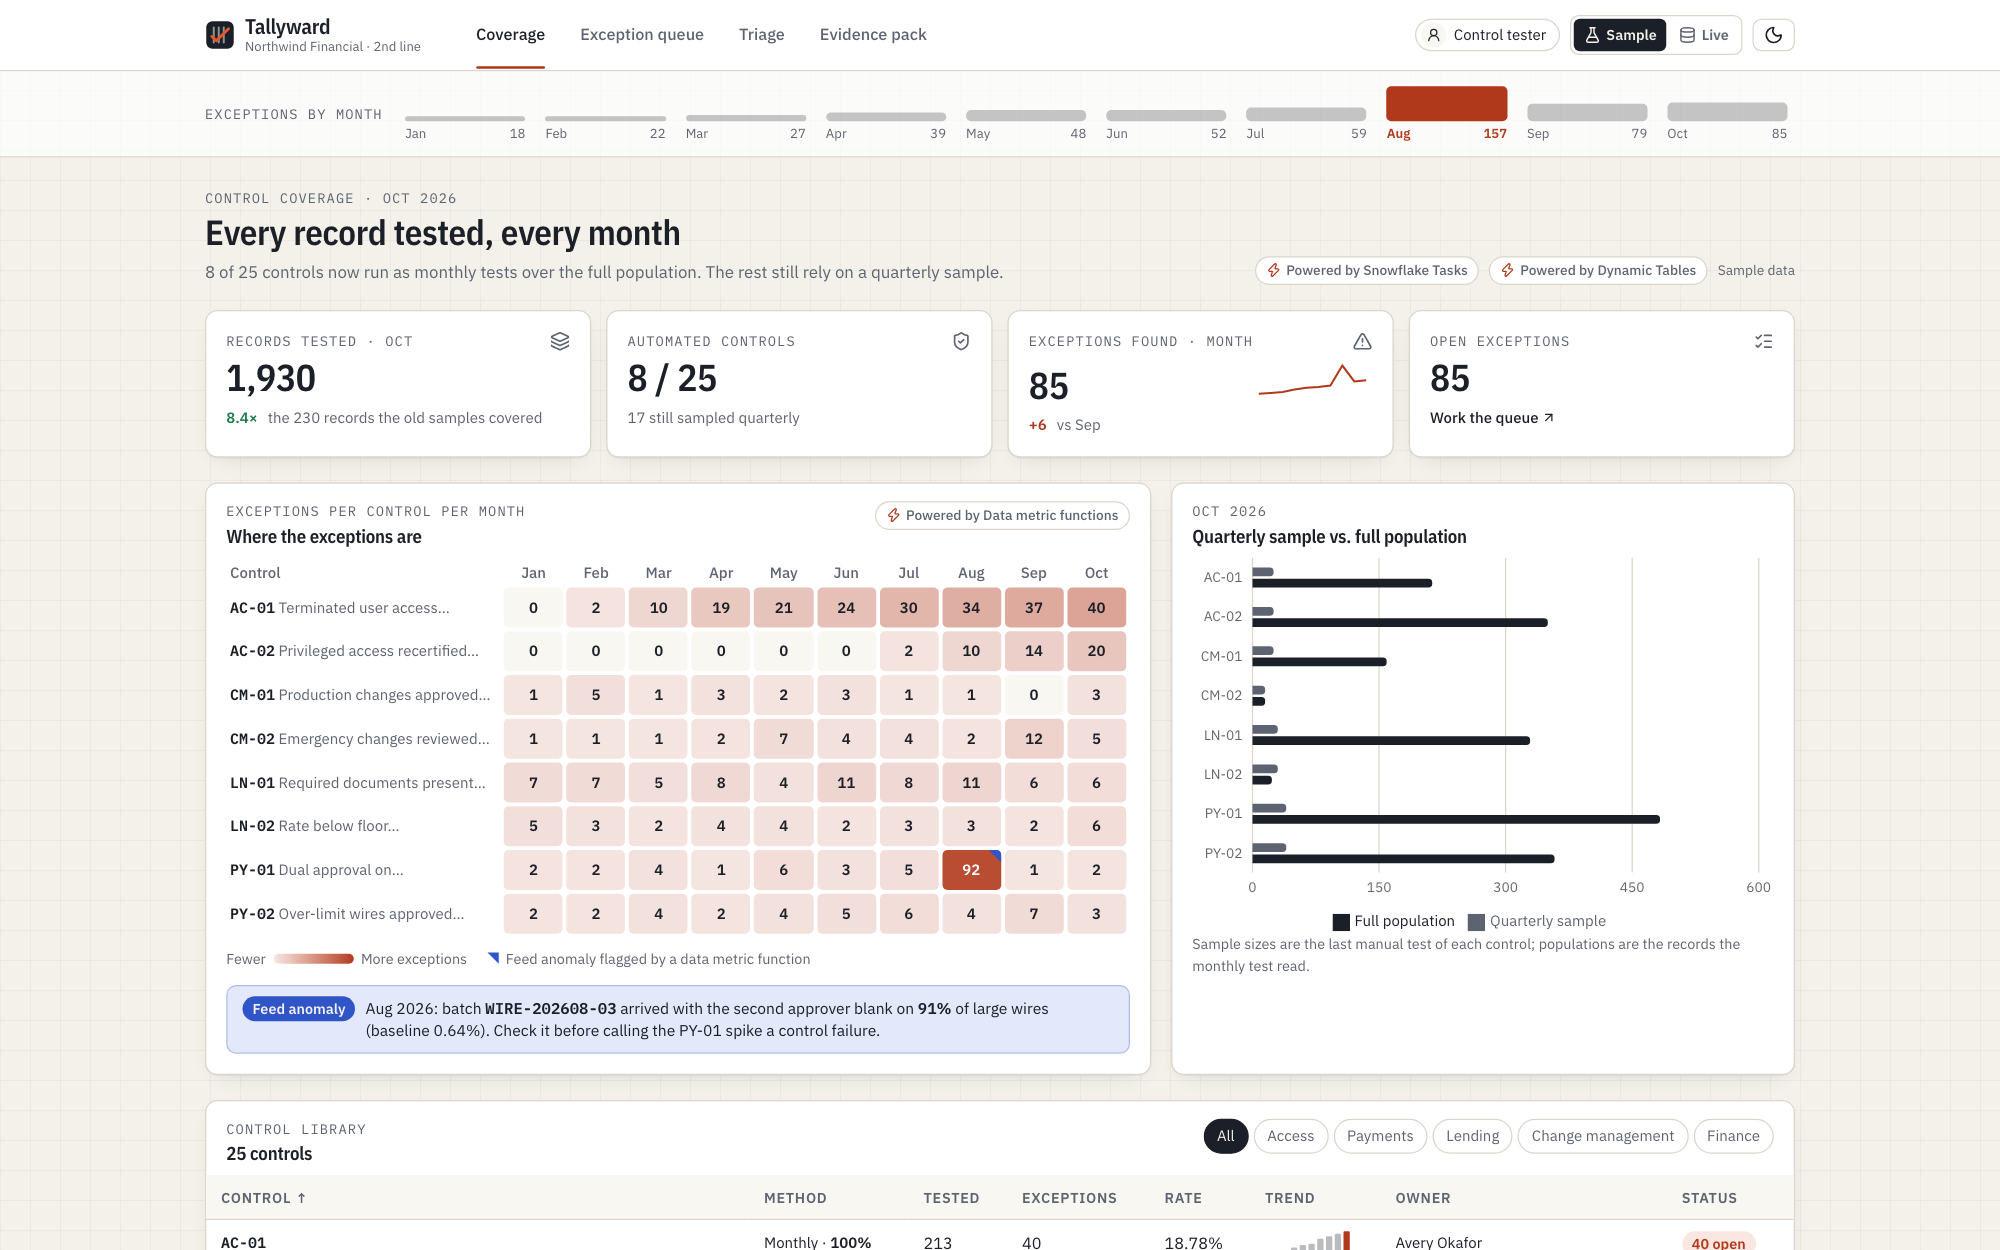 Tallyward
Northwind Financial · 2nd line
Coverage
Exception queue
Triage
Evidence pack
Control tester
Sample
Live
EXCEPTIONS BY MONTH
Jan 18
Feb 22
Mar 27
Apr 39
May 48
Jun 52
Jul 59
Aug 157
Sep 79
Oct 85
CONTROL COVERAGE · OCT 2026
Every record tested, every month
8 of 25 controls now run as monthly tests over the full population. The rest still rely on a quarterly sample.
Powered by Snowflake Tasks
Powered by Dynamic Tables
Sample data
RECORDS TESTED · OCT
1,930
8.4× the 230 records the old samples covered
AUTOMATED CONTROLS
8 / 25
17 still sampled quarterly
EXCEPTIONS FOUND · MONTH
85
+6 vs Sep
OPEN EXCEPTIONS
85
Work the queue ↗
EXCEPTIONS PER CONTROL PER MONTH
Where the exceptions are
Powered by Data metric functions
Control Jan Feb Mar Apr May Jun Jul Aug Sep Oct
AC-01 Terminated user access... 0 2 10 19 21 24 30 34 37 40
AC-02 Privileged access recertified... 0 0 0 0 0 0 2 10 14 20
CM-01 Production changes approved... 1 5 1 3 2 3 1 1 0 3
CM-02 Emergency changes reviewed... 1 1 1 2 7 4 4 2 12 5
LN-01 Required documents present... 7 7 5 8 4 11 8 11 6 6
LN-02 Rate below floor... 5 3 2 4 4 2 3 3 2 6
PY-01 Dual approval on... 2 2 4 1 6 3 5 92 1 2
PY-02 Over-limit wires approved... 2 2 4 2 4 5 6 4 7 3
Fewer More exceptions Feed anomaly flagged by a data metric function
Feed anomaly
Aug 2026: batch WIRE-202608-03 arrived with the second approver blank on 91% of large wires
(baseline 0.64%). Check it before calling the PY-01 spike a control failure.
OCT 2026
Quarterly sample vs. full population
AC-01
AC-02
CM-01
CM-02
LN-01
LN-02
PY-01
PY-02
0 150 300 450 600
Full population Quarterly sample
Sample sizes are the last manual test of each control; populations are the records the
monthly test read.
CONTROL LIBRARY
25 controls
All
Access
Payments
Lending
Change management
Finance
CONTROL ↑ METHOD TESTED EXCEPTIONS RATE TREND OWNER STATUS
AC-01 Monthly · 100% 213 40 18.78% Avery Okafor 40 open